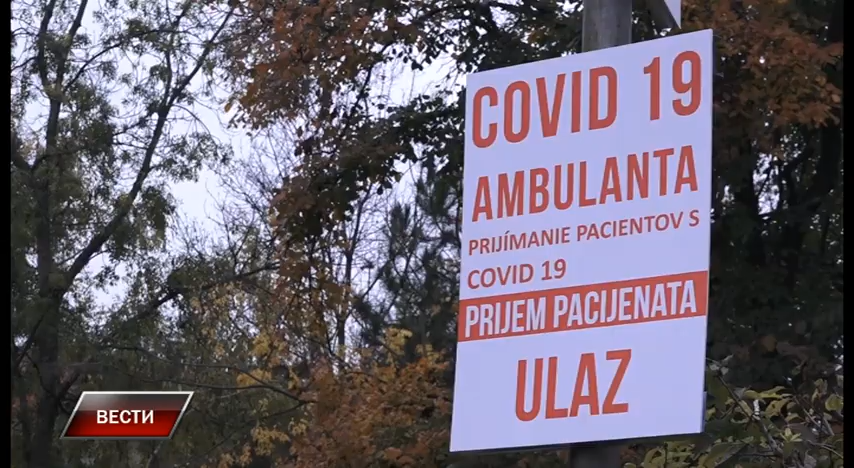 COVID 19
AMBULANTA
PRIJÍMANIE PACIENTOV S
COVID 19
PRIJEM PACIJENATA
ULAZ
ВЕСТИ